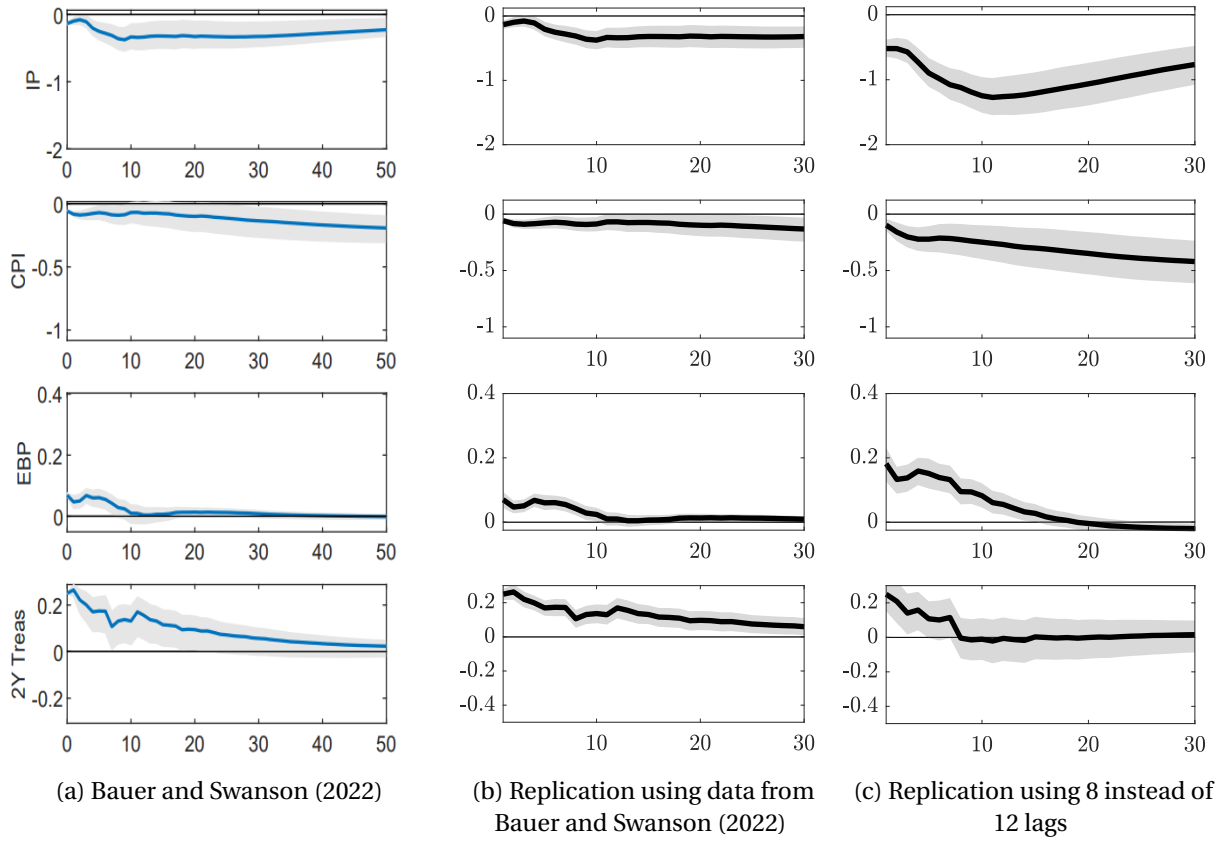 0
-1
-2
IP
0 10 20 30 40 50
0
-1
-2
10 20 30
0
-1
-2
10 20 30
0
-0.5
-1
CPI
0 10 20 30 40 50
0
-0.5
-1
10 20 30
0
-0.5
-1
10 20 30
0.4
0.2
0
EBP
0 10 20 30 40 50
0.4
0.2
0
10 20 30
0.4
0.2
0
10 20 30
0.2
0
-0.2
2Y Treas
0 10 20 30 40 50
0.2
0
-0.2
-0.4
10 20 30
0.2
0
-0.2
-0.4
10 20 30
(a) Bauer and Swanson (2022)
(b) Replication using data from
Bauer and Swanson (2022)
(c) Replication using 8 instead of
12 lags